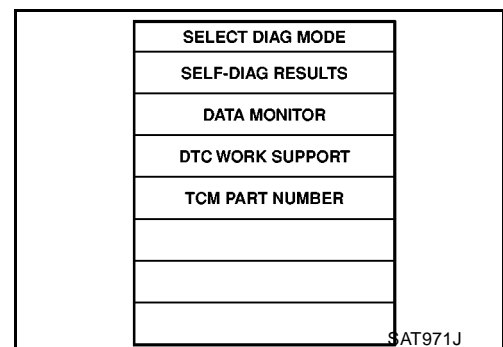 SELECT DIAG MODE
SELF-DIAG RESULTS
DATA MONITOR
DTC WORK SUPPORT
TCM PART NUMBER
SAT971J